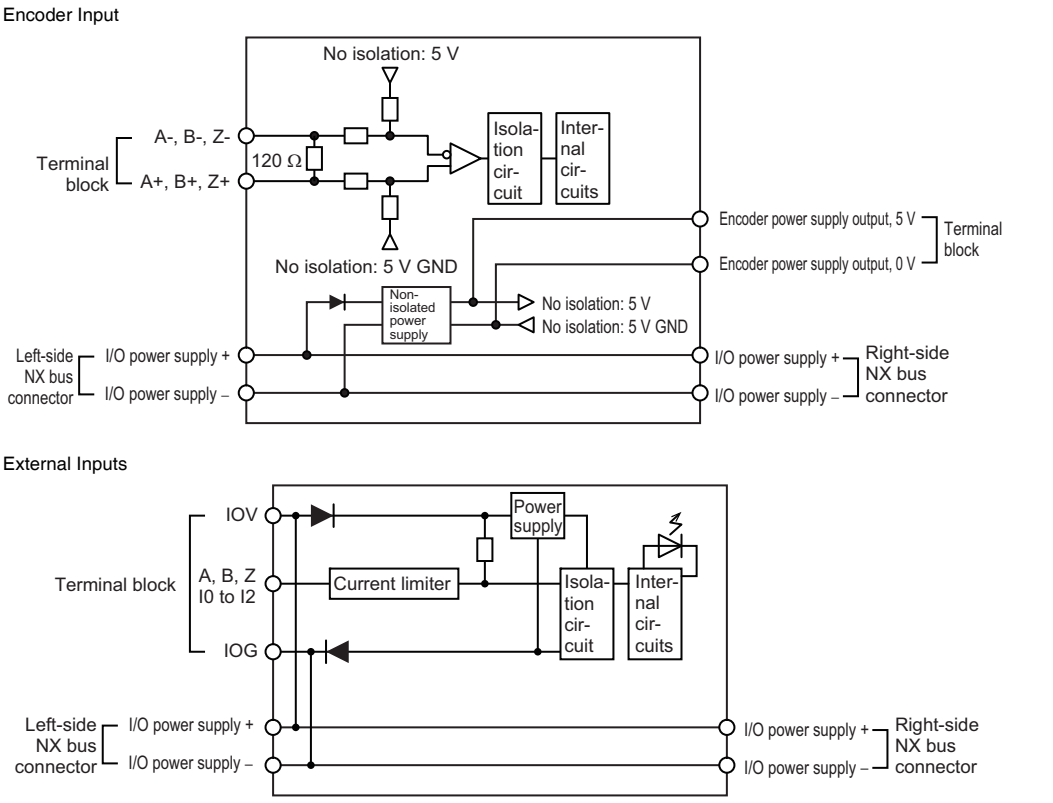 Encoder Input
No isolation: 5 V
A-, B-, Z-
120 Ω
A+, B+, Z+
Terminal
block
Isola-
tion
cir-
cuit
Inter-
nal
cir-
cuits
No isolation: 5 V GND
Encoder power supply output, 5 V
Encoder power supply output, 0 V
Terminal
block
Non-
isolated
power
supply
No isolation: 5 V
No isolation: 5 V GND
Left-side
NX bus
connector
I/O power supply +
I/O power supply –
I/O power supply +
I/O power supply –
Right-side
NX bus
connector
External Inputs
Terminal block
IOV
A, B, Z
I0 to I2
IOG
Current limiter
Power
supply
Isola-
tion
cir-
cuit
Inter-
nal
cir-
cuits
Left-side
NX bus
connector
I/O power supply +
I/O power supply –
I/O power supply +
I/O power supply –
Right-side
NX bus
connector